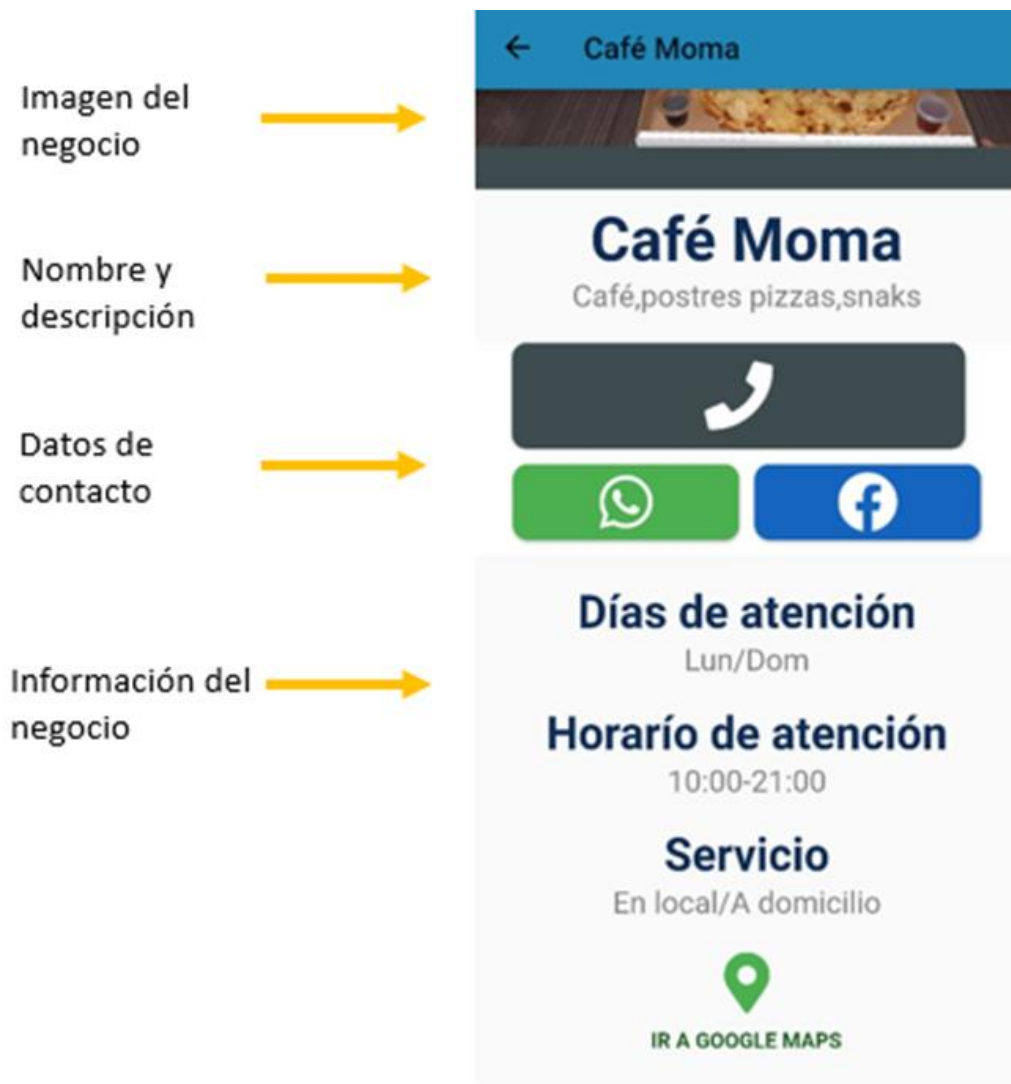 Café Moma
Imagen del
negocio
Café Moma
Café,postres pizzas,snaks
Nombre y
descripción
Datos de
contacto
Días de atención
Lun/Dom
Información del
negocio
Horarío de atención
10:00-21:00
Servicio
En local/A domicilio
IR A GOOGLE MAPS